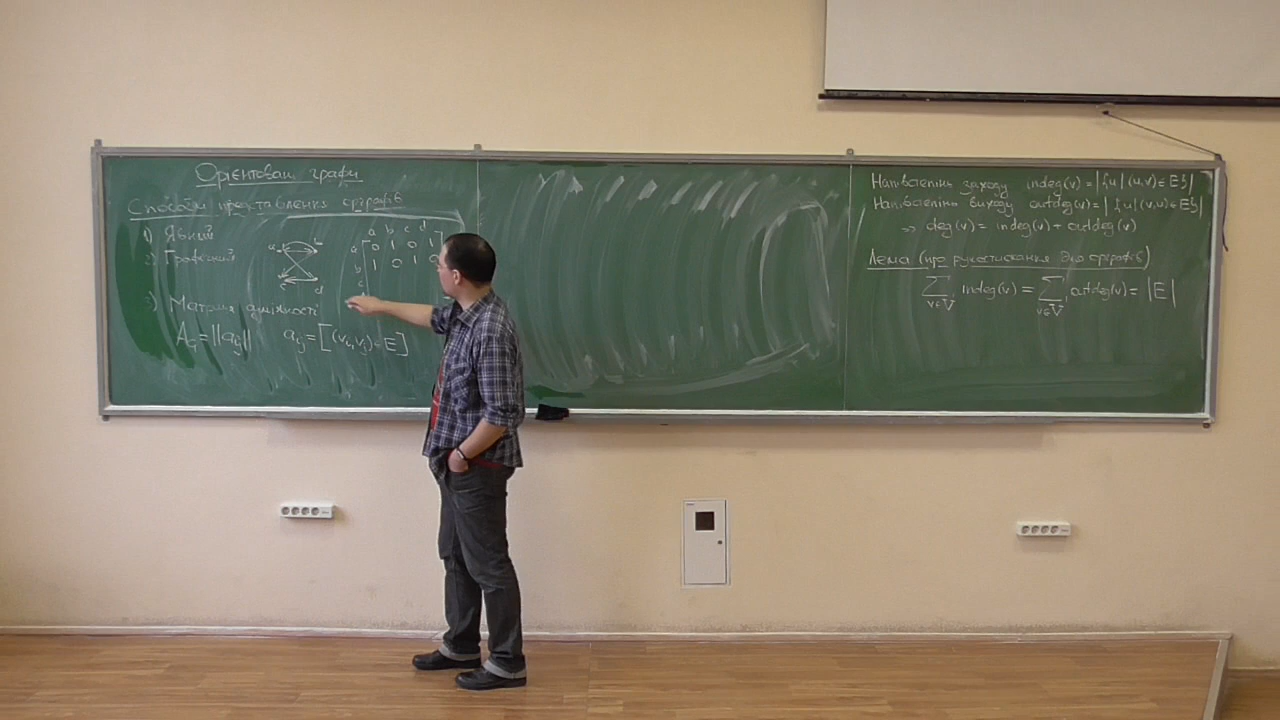 Орієнтовані графи
Способи представлення орграфів
1) Явний
2) Графічний
a b
c d
a b c d
a 0 1 0 1
b 1 0 1 0
c
3) Матриця суміжності
A_G = ||a_ij|| a_ij = [(v_i, v_j) ∈ E]
Напівстепінь заходу indeg(v) = |{u | (u,v) ∈ E}|
Напівстепінь виходу outdeg(v) = |{u | (v,u) ∈ E}|
⇒ deg(v) = indeg(v) + outdeg(v)
Лема (про рукостискання для орграфів)
∑_{v∈V} indeg(v) = ∑_{v∈V} outdeg(v) = |E|